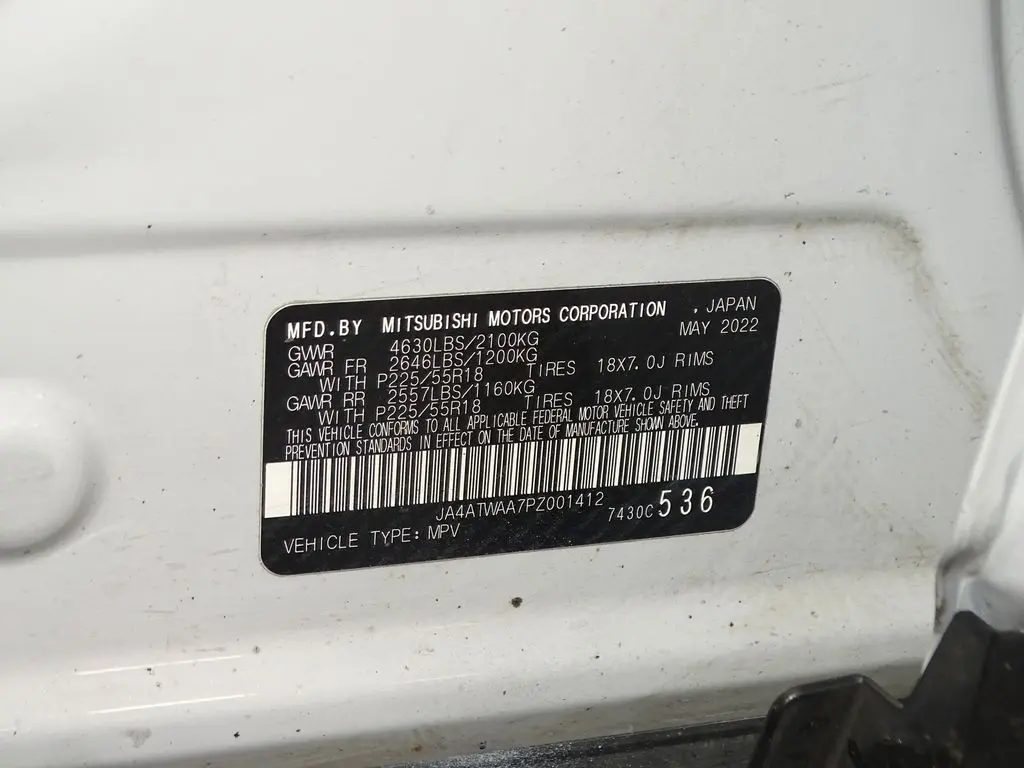 MFD.BY MITSUBISHI MOTORS CORPORATION , JAPAN
GVWR 4630LBS/2100KG MAY 2022
GAWR FR 2646LBS/1200KG
WITH P225/55R18 TIRES 18X7.0J RIMS
GAWR RR 2557LBS/1160KG
WITH P225/55R18 TIRES 18X7.0J RIMS
THIS VEHICLE CONFORMS TO ALL APPLICABLE FEDERAL MOTOR VEHICLE SAFETY AND THEFT
PREVENTION STANDARDS IN EFFECT ON THE DATE OF MANUFACTURE SHOWN ABOVE.
JA4ATWAA7PZ001412
VEHICLE TYPE: MPV 7430C 536